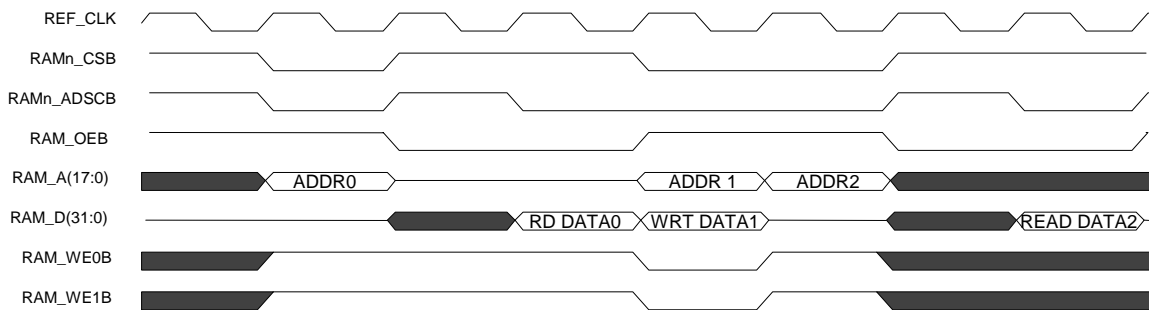 REF_CLK
RAMn_CSB
RAMn_ADSCB
RAM_OEB
RAM_A(17:0) ADDR0 ADDR 1 ADDR2
RAM_D(31:0) RD DATA0 WRT DATA1 READ DATA2
RAM_WE0B
RAM_WE1B